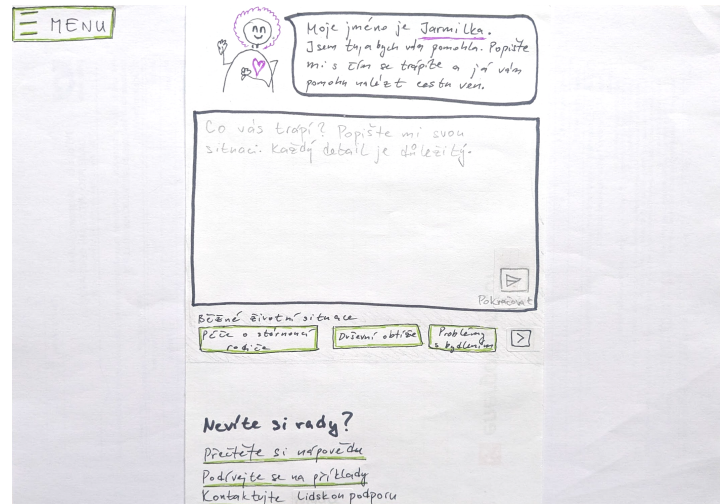 MENU
Moje jméno je Jarmilka.
Jsem tu, abych vám pomohla. Popište
mi s čím se trápíte a já vám
pomohu nalézt cestu ven.
Co vás trápí? Popište mi svou
situaci. Každý detail je důležitý.
Pokračovat
Běžné životní situace
Péče o stárnoucí
rodiče
Duševní obtíže
Problémy
s bydlením
Nevíte si rady?
Přečtěte si nápovědu
Podívejte se na příklady
Kontaktujte Lidskou podporu